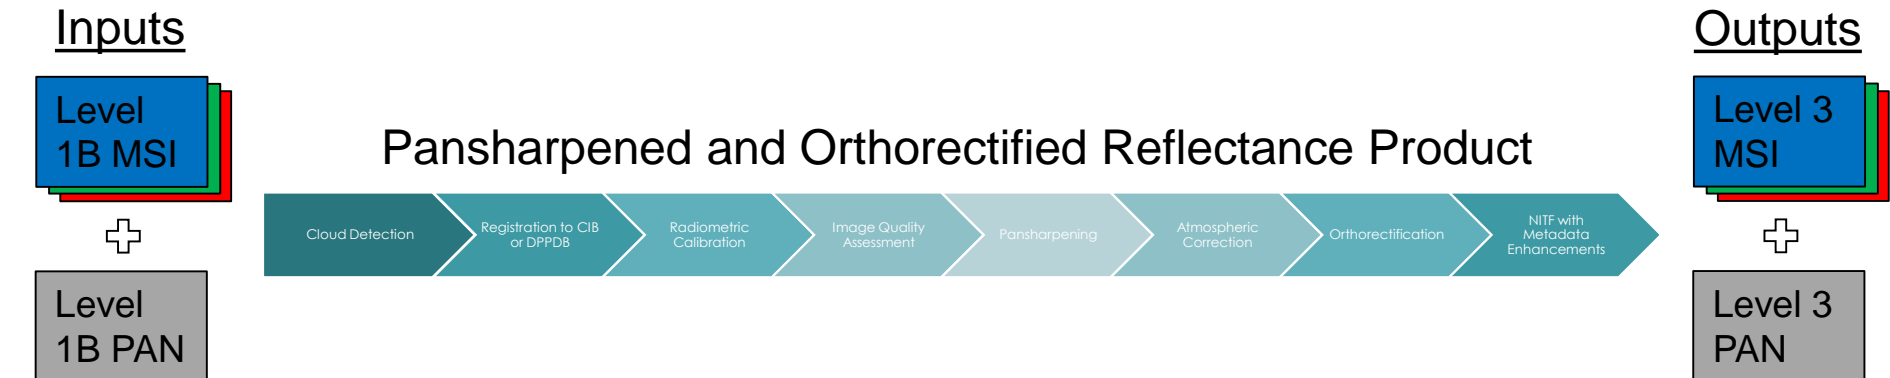 Inputs
Level
1B MSI
Level
1B PAN
Pansharpened and Orthorectified Reflectance Product
Cloud Detection
Registration to CIB
or DPPDB
Radiometric
Calibration
Image Quality
Assessment
Pansharpening
Atmospheric
Correction
Orthorectification
NITF with
Metadata
Enhancements
Outputs
Level 3
MSI
Level 3
PAN